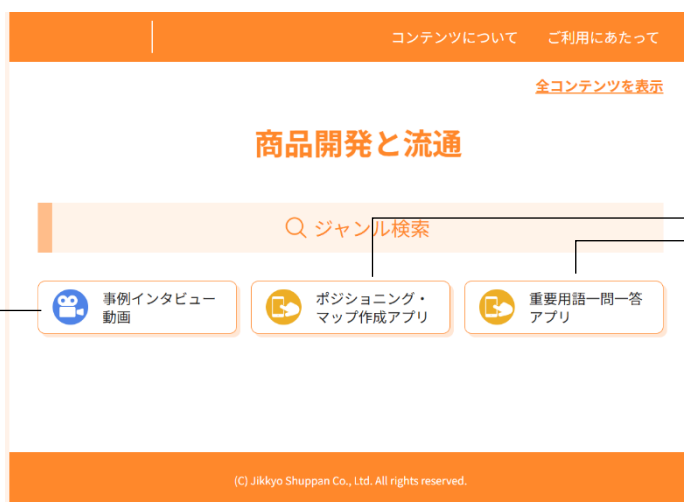 コンテンツについて ご利用にあたって
全コンテンツを表示
商品開発と流通
ジャンル検索
事例インタビュー
動画
ポジショニング・
マップ作成アプリ
重要用語一問一答
アプリ
(C) Jikkyo Shuppan Co., Ltd. All rights reserved.